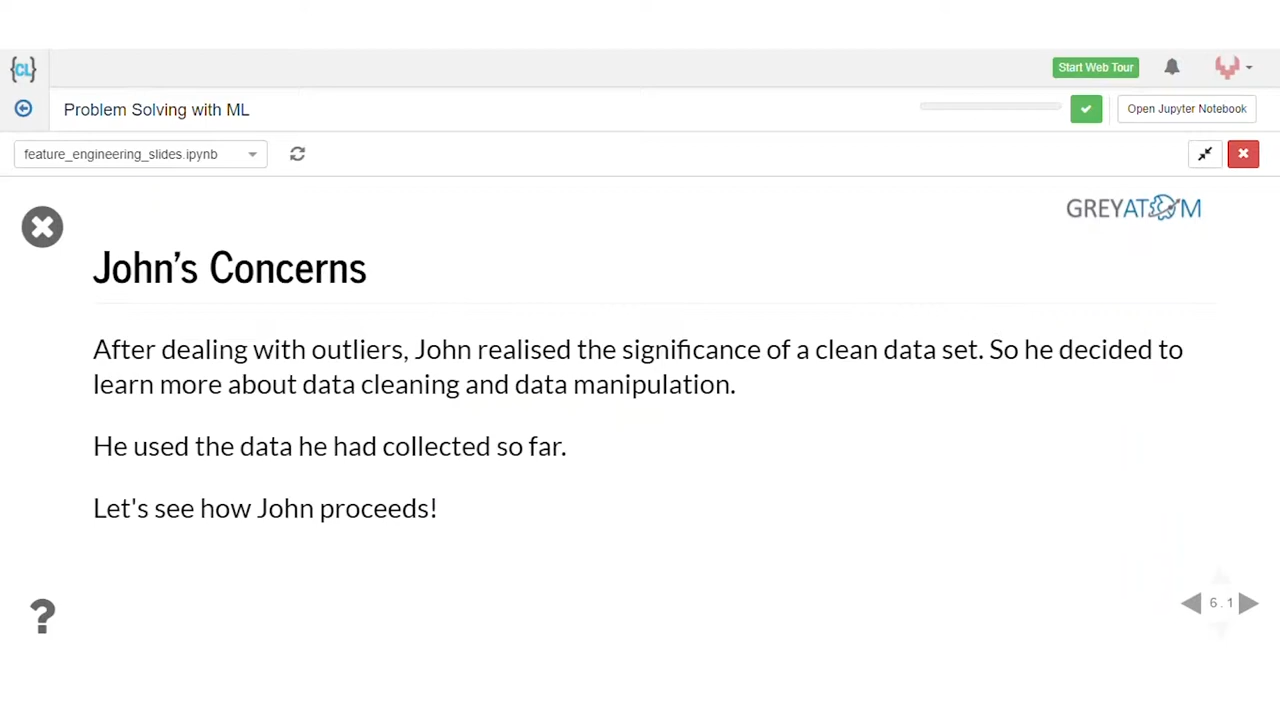 {CL}
Start Web Tour
Problem Solving with ML
Open Jupyter Notebook
feature_engineering_slides.ipynb
GREYATOM
John’s Concerns
After dealing with outliers, John realised the significance of a clean data set. So he decided to
learn more about data cleaning and data manipulation.
He used the data he had collected so far.
Let's see how John proceeds!
?
6.1